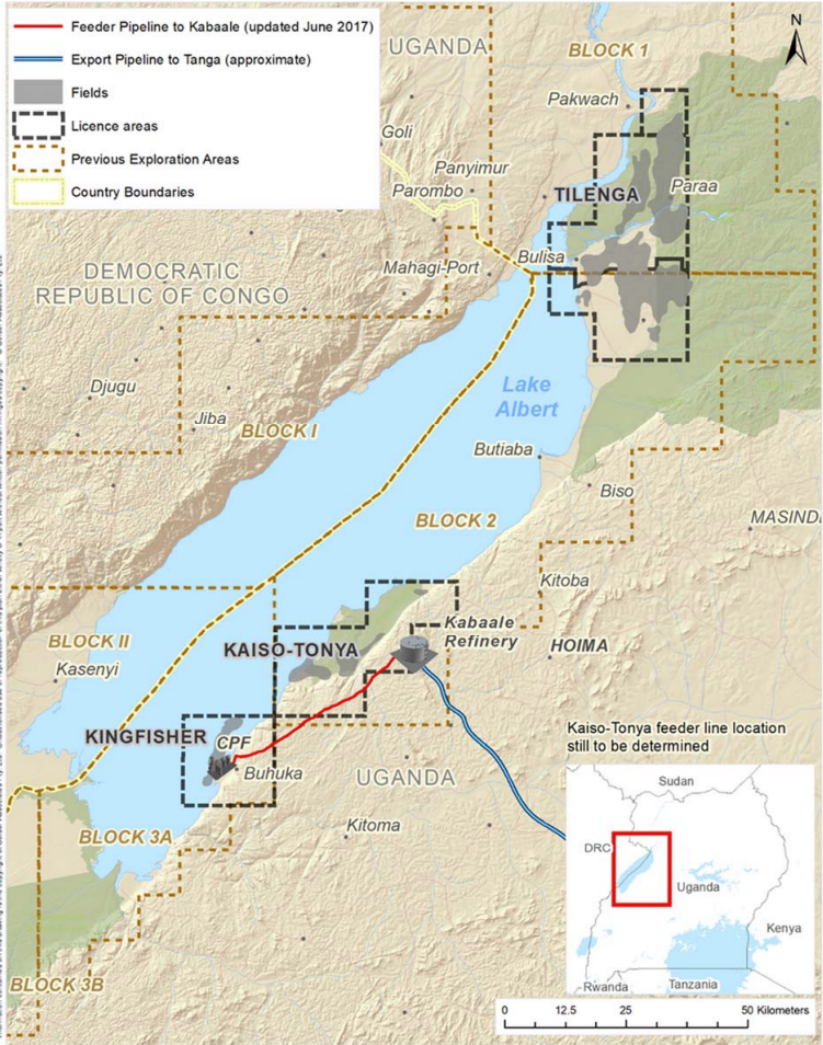 Feeder Pipeline to Kabaale (updated June 2017)
Export Pipeline to Tanga (approximate)
Fields
Licence areas
Previous Exploration Areas
Country Boundaries
N
UGANDA
BLOCK 1
Pakwach
Goli
Panyimur
Parombo
TILENGA
Paraa
Bulisa
Mahagi-Port
DEMOCRATIC
REPUBLIC OF CONGO
Djugu
Jiba
BLOCK I
Lake
Albert
Butiaba
Biso
BLOCK 2
MASINDI
Kitoba
BLOCK II
Kasenyi
KAISO-TONYA
Kabaale
Refinery
HOIMA
KINGFISHER
CPF
Buhuka
UGANDA
Kitoma
BLOCK 3A
BLOCK 3B
Kaiso-Tonya feeder line location
still to be determined
Sudan
DRC
Uganda
Kenya
Rwanda
Tanzania
0 12.5 25 50 Kilometers